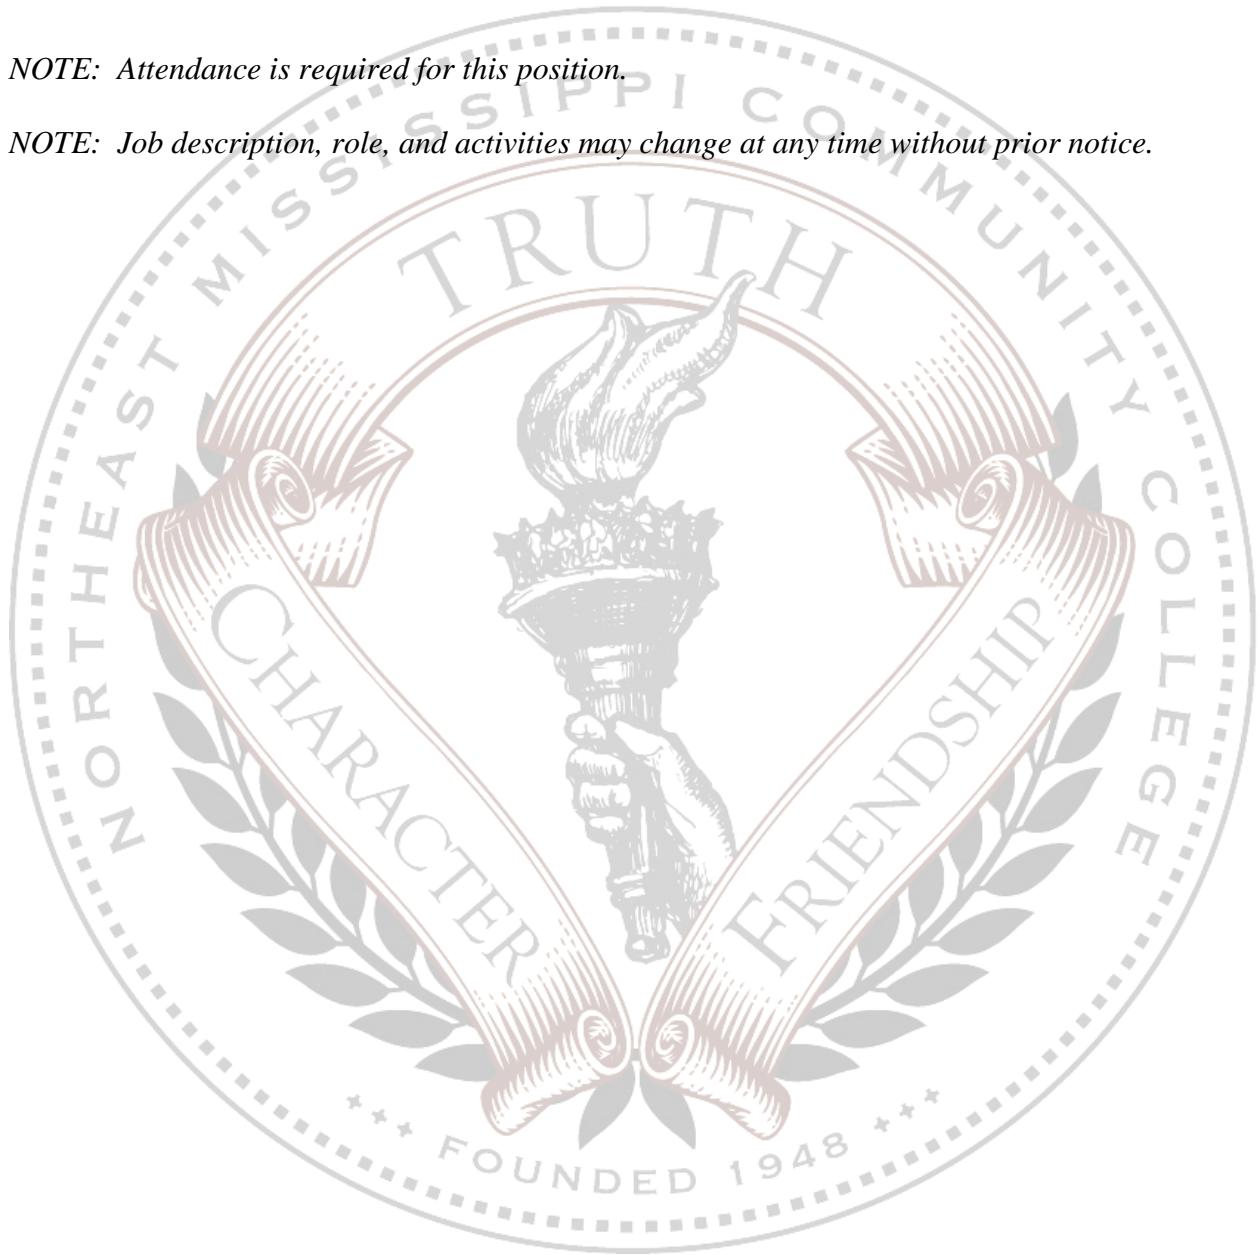 NOTE:  Attendance is required for this position.
NOTE:  Job description, role, and activities may change at any time without prior notice.
NORTHEAST MISSISSIPPI COMMUNITY COLLEGE
TRUTH
CHARACTER
FRIENDSHIP
FOUNDED 1948